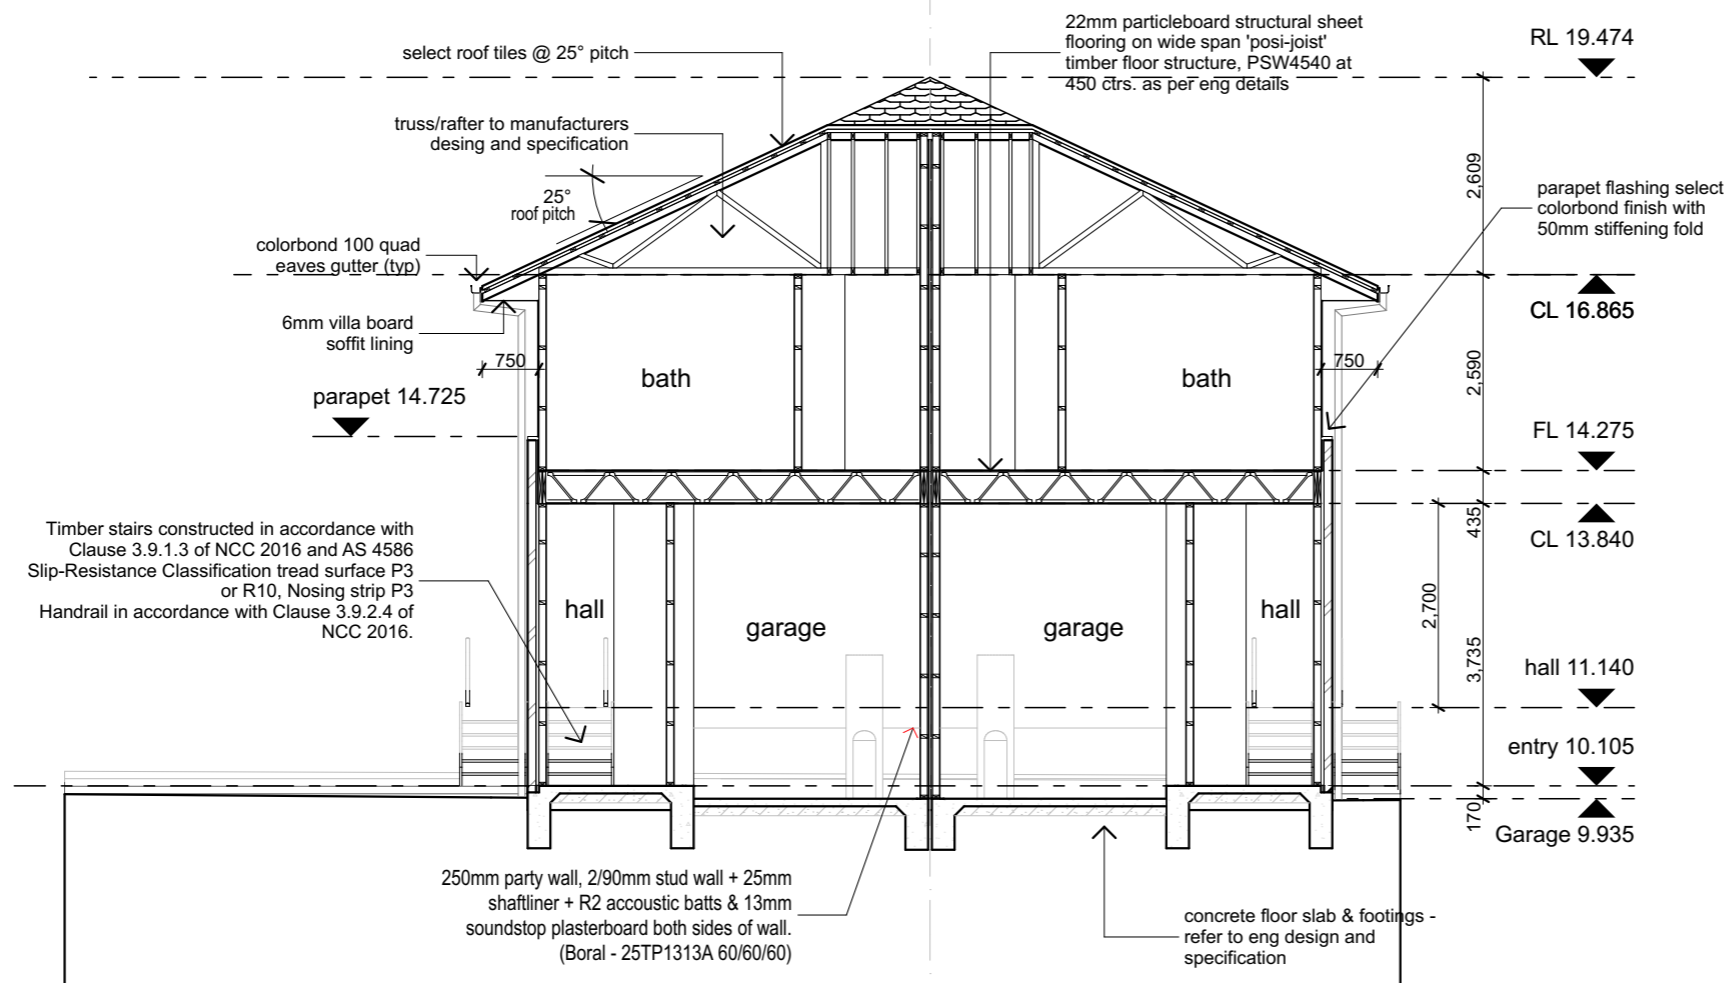 select roof tiles @ 25° pitch
22mm particleboard structural sheet
flooring on wide span 'posi-joist'
timber floor structure, PSW4540 at
450 ctrs. as per eng details
RL 19.474
truss/rafter to manufacturers
desing and specification
25°
roof pitch
2,609
parapet flashing select
colorbond finish with
50mm stiffening fold
colorbond 100 quad
eaves gutter (typ)
CL 16.865
6mm villa board
soffit lining
750
750
2,590
bath
bath
parapet 14.725
FL 14.275
435
CL 13.840
Timber stairs constructed in accordance with
Clause 3.9.1.3 of NCC 2016 and AS 4586
Slip-Resistance Classification tread surface P3
or R10, Nosing strip P3
Handrail in accordance with Clause 3.9.2.4 of
NCC 2016.
hall
garage
garage
hall
2,700
3,735
hall 11.140
entry 10.105
170
Garage 9.935
250mm party wall, 2/90mm stud wall + 25mm
shaftliner + R2 accoustic batts & 13mm
soundstop plasterboard both sides of wall.
(Boral - 25TP1313A 60/60/60)
concrete floor slab & footings -
refer to eng design and
specification